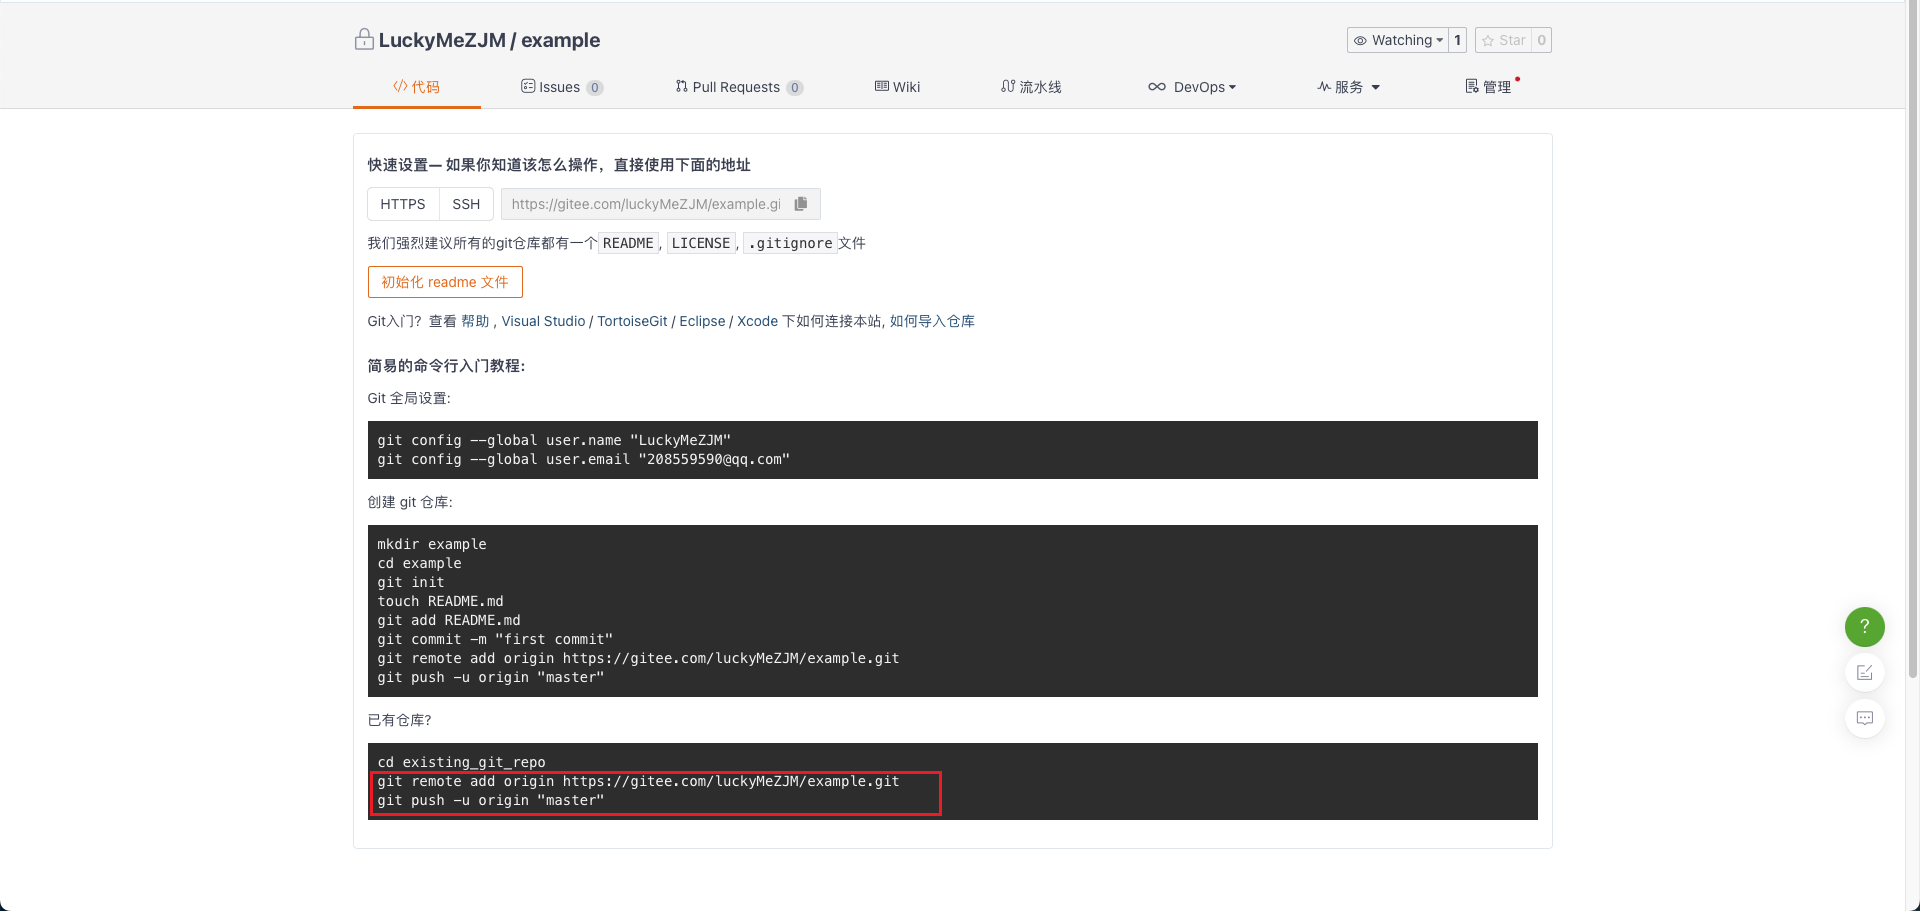 LuckyMeZJM / example
Watching 1 Star 0
代码 Issues 0 Pull Requests 0 Wiki 流水线 DevOps 服务 管理
快速设置— 如果你知道该怎么操作，直接使用下面的地址
HTTPS SSH https://gitee.com/luckyMeZJM/example.gi
我们强烈建议所有的git仓库都有一个 README, LICENSE, .gitignore 文件
初始化 readme 文件
Git入门？查看 帮助 , Visual Studio / TortoiseGit / Eclipse / Xcode 下如何连接本站, 如何导入仓库
简易的命令行入门教程:
Git 全局设置:
git config --global user.name "LuckyMeZJM"
git config --global user.email "208559590@qq.com"
创建 git 仓库:
mkdir example
cd example
git init
touch README.md
git add README.md
git commit -m "first commit"
git remote add origin https://gitee.com/luckyMeZJM/example.git
git push -u origin "master"
已有仓库?
cd existing_git_repo
git remote add origin https://gitee.com/luckyMeZJM/example.git
git push -u origin "master"
?